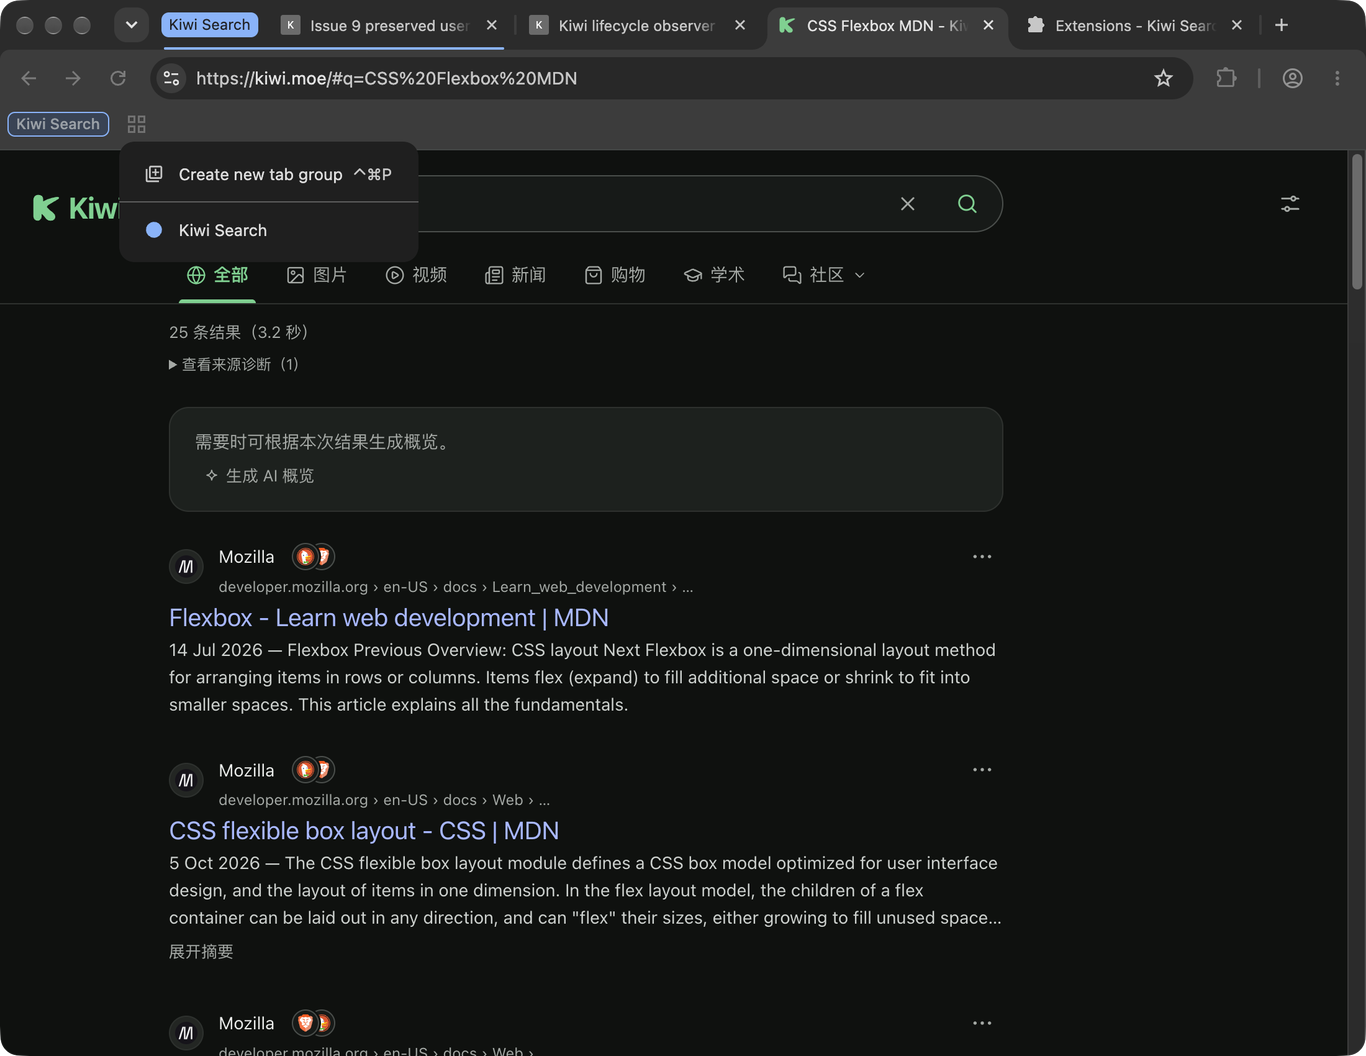 Kiwi Search
Issue 9 preserved user
Kiwi lifecycle observer
CSS Flexbox MDN - Ki
Extensions - Kiwi Sear
https://kiwi.moe/#q=CSS%20Flexbox%20MDN
Kiwi Search
Create new tab group ^⌘P
Kiwi Search
Kiwi
全部
图片
视频
新闻
购物
学术
社区
25 条结果（3.2 秒）
查看来源诊断（1）
需要时可根据本次结果生成概览。
生成 AI 概览
Mozilla
developer.mozilla.org › en-US › docs › Learn_web_development › ...
Flexbox - Learn web development | MDN
14 Jul 2026 — Flexbox Previous Overview: CSS layout Next Flexbox is a one-dimensional layout method
for arranging items in rows or columns. Items flex (expand) to fill additional space or shrink to fit into
smaller spaces. This article explains all the fundamentals.
Mozilla
developer.mozilla.org › en-US › docs › Web › ...
CSS flexible box layout - CSS | MDN
5 Oct 2026 — The CSS flexible box layout module defines a CSS box model optimized for user interface
design, and the layout of items in one dimension. In the flex layout model, the children of a flex
container can be laid out in any direction, and can "flex" their sizes, either growing to fill unused space...
展开摘要
Mozilla
developer.mozilla.org › en-US › docs › Web ›